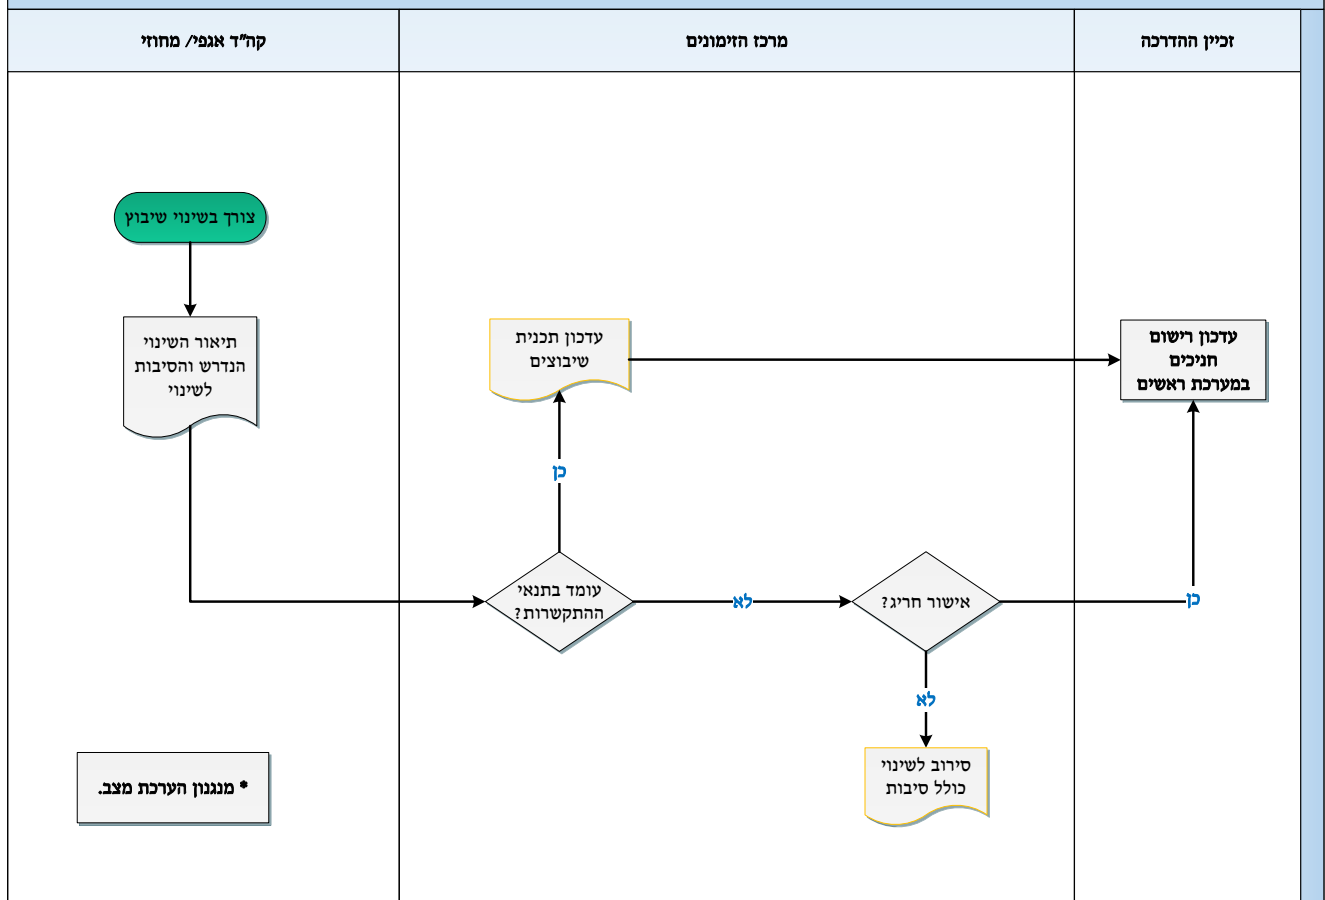 זכיין ההדרכה
מרכז הזימונים
קה"ד אגפי/ מחוזי
צורך בשינוי שיבוץ
תיאור השינוי
הנדרש והסיבות
לשינוי
עדכון תכנית
שיבוצים
עדכון רישום
חניכים
במערכת ראשים
כן
עומד בתנאי
ההתקשרות?
לא
אישור חריג?
כן
לא
סירוב לשינוי
כולל סיבות
* מנגנון הערכת מצב.